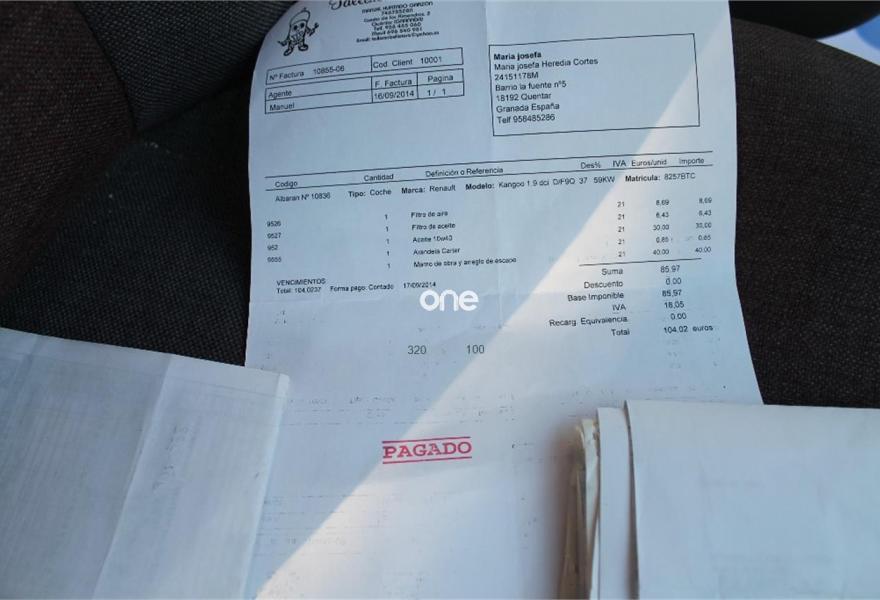 MANUEL HURTADO GARZON
Nº Factura 10855-06 Cod. Client 10001
Agente F. Factura Pagina
Manuel 16/09/2014 1 / 1
Maria josefa
Maria josefa Heredia Cortes
24151178M
Barrio la fuente nº5
18192 Quentar
Granada España
Telf 958485286
Codigo Cantidad Definición o Referencia Des% IVA Euros/unid Importe
Albaran Nº 10836 Tipo: Coche Marca: Renault Modelo: Kangoo 1.9 dci D/F9Q 37 59KW Matricula: 8257BTC
9526 1 Filtro de aire 21 8,69 8,69
9527 1 Filtro de aceite 21 6,43 6,43
952 1 Aceite 10w40 21 30,00 30,00
9655 1 Arandela Carter 21 0,85 0,85
1 Mano de obra y arreglo de escape 21 40,00 40,00
VENCIMIENTOS
Total: 104,0237 Forma pago: Contado 17/09/2014
Suma 85,97
Descuento 0,00
Base Imponible 85,97
IVA 18,05
Recarg. Equivalencia 0,00
Total 104,02 euros
one
320 100
PAGADO